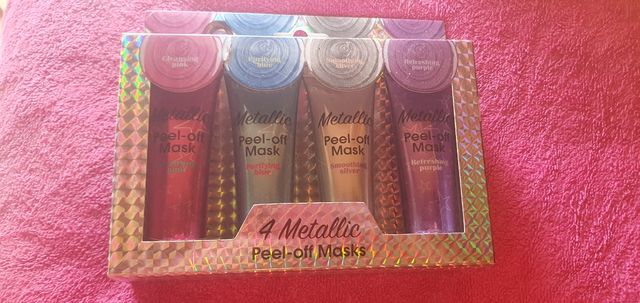 Cleansing
pink
Purifying
blue
Smoothing
silver
Refreshing
purple
Metallic
Peel-off
Mask
pink
Metallic
Peel-off
Mask
Purifying
blue
Metallic
Peel-off
Mask
Smoothing
silver
Metallic
Peel-off
Mask
Refreshing
purple
4 Metallic
Peel-off Masks